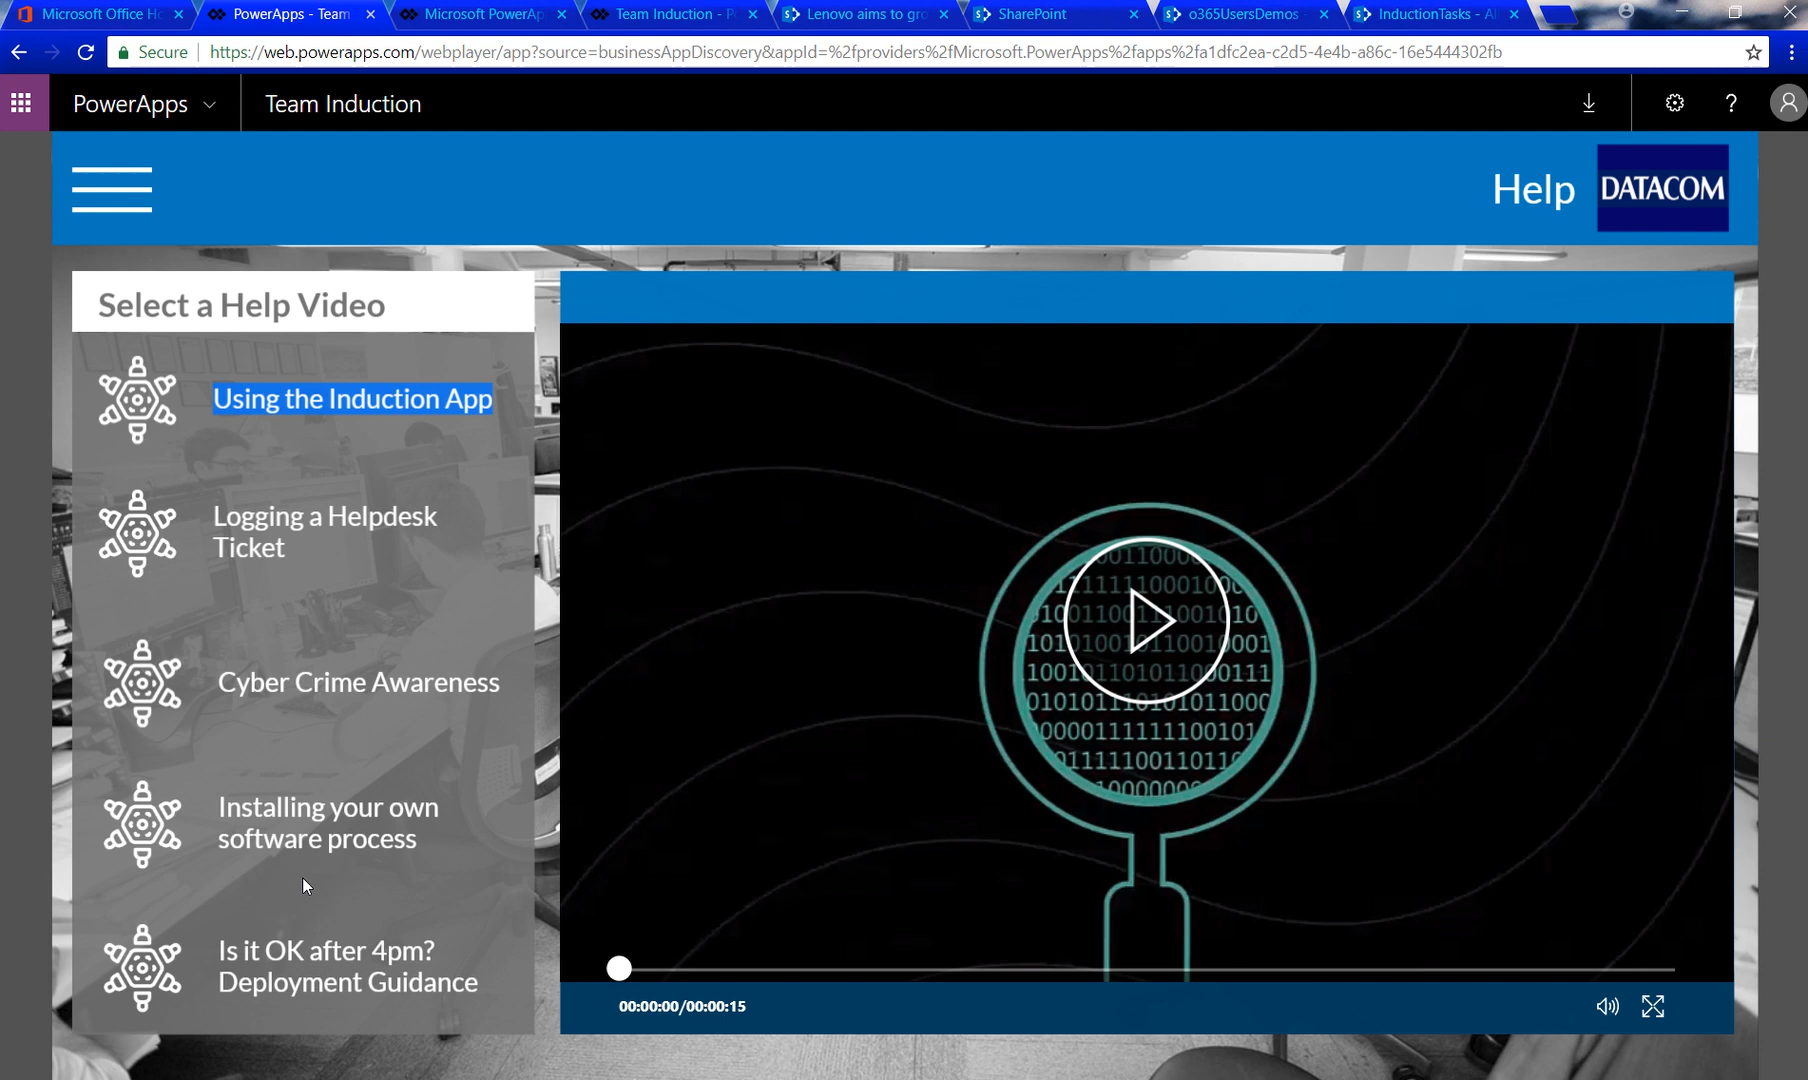 Microsoft Office Ho
PowerApps - Team
Microsoft PowerAp
Team Induction - P
Lenovo aims to gro
SharePoint
o365UsersDemos -
InductionTasks - Al
Secure
https://web.powerapps.com/webplayer/app?source=businessAppDiscovery&appId=%2fproviders%2fMicrosoft.PowerApps%2fapps%2fa1dfc2ea-c2d5-4e4b-a86c-16e5444302fb
PowerApps
Team Induction
?
Help
DATACOM
Select a Help Video
Using the Induction App
Logging a Helpdesk
Ticket
Cyber Crime Awareness
Installing your own
software process
Is it OK after 4pm?
Deployment Guidance
00:00:00/00:00:15